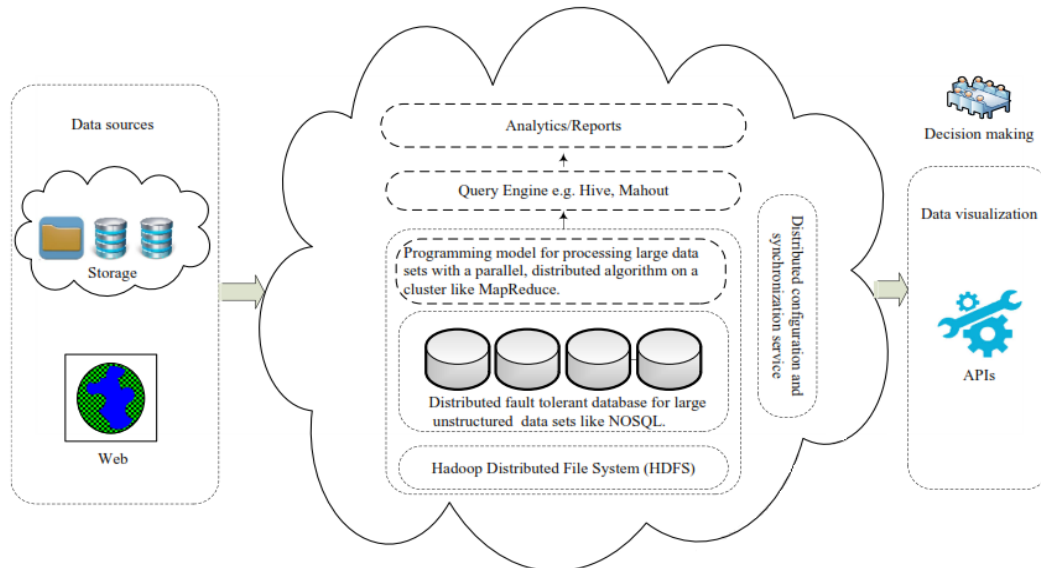 Data sources
Storage
Web
Analytics/Reports
Query Engine e.g. Hive, Mahout
Programming model for processing large data
sets with a parallel, distributed algorithm on a
cluster like MapReduce.
Distributed fault tolerant database for large
unstructured data sets like NOSQL.
Hadoop Distributed File System (HDFS)
Distributed configuration and
synchronization service
Decision making
Data visualization
APIs